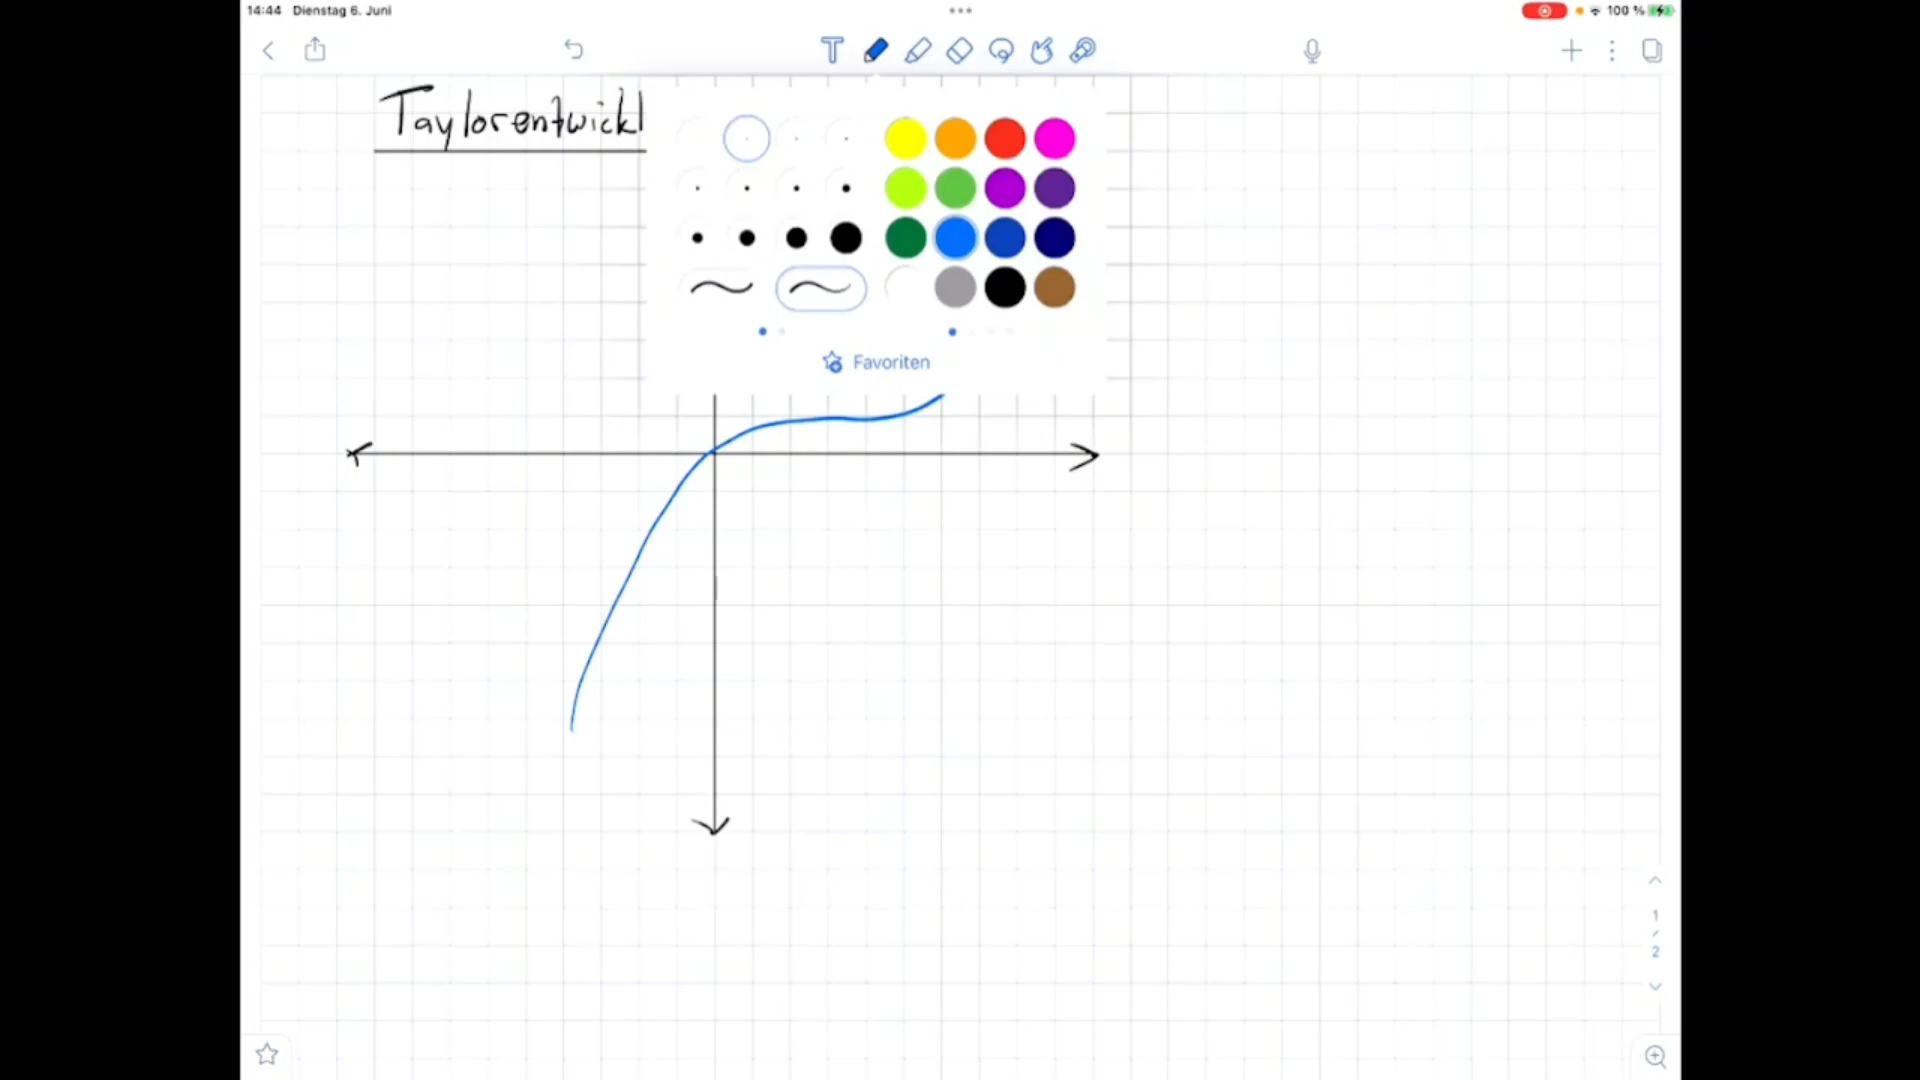 14:44 Dienstag 6. Juni
100 %
Taylorentwickl
Favoriten
1
2